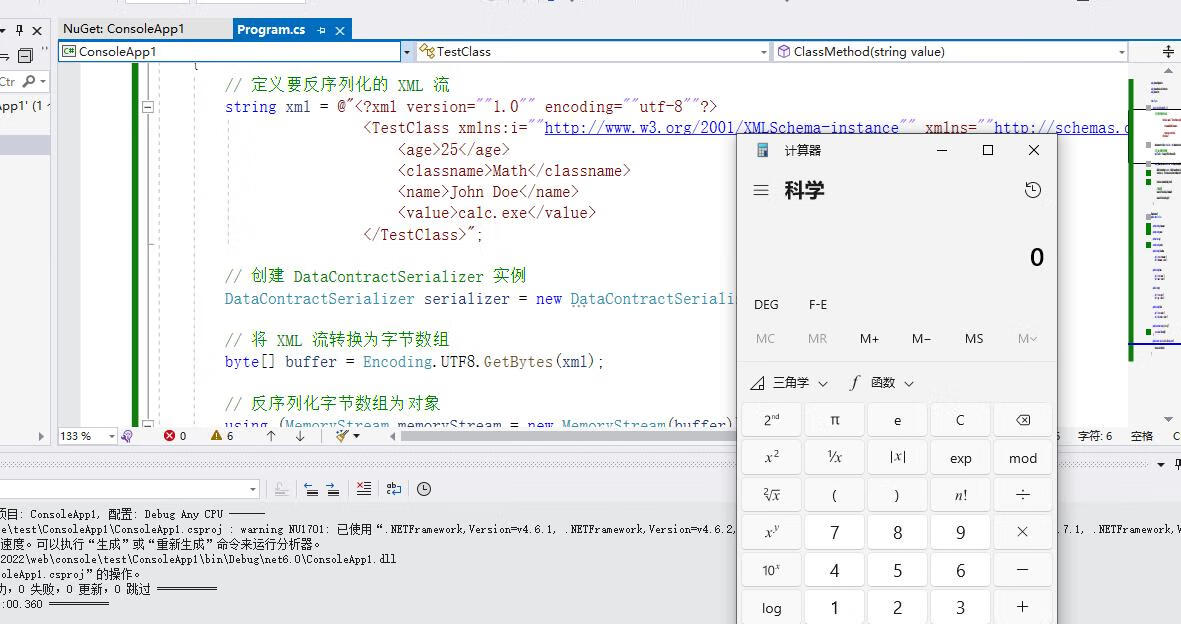 NuGet: ConsoleApp1
Program.cs
ConsoleApp1
TestClass
ClassMethod(string value)
// 定义要反序列化的 XML 流
string xml = @"<?xml version=""1.0"" encoding=""utf-8""?>
<TestClass xmlns:i=""http://www.w3.org/2001/XMLSchema-instance"" xmlns=""http://schemas.
<age>25</age>
<classname>Math</classname>
<name>John Doe</name>
<value>calc.exe</value>
</TestClass>";
// 创建 DataContractSerializer 实例
DataContractSerializer serializer = new DataContractSeriali
// 将 XML 流转换为字节数组
byte[] buffer = Encoding.UTF8.GetBytes(xml);
// 反序列化字节数组为对象
using (MemoryStream memoryStream = new MemoryStream(buffer)
133 %
0
6
字符: 6
空格
计算器
科学
0
DEG F-E
MC MR M+ M− MS M
三角学 f 函数
2ⁿᵈ π e C
x² ¹/x |x| exp mod
²√x ( ) n! ÷
xʸ 7 8 9 ×
10ˣ 4 5 6 −
log 1 2 3 +
项目: ConsoleApp1, 配置: Debug Any CPU ------
e\test\ConsoleApp1\ConsoleApp1.csproj : warning NU1701: 已使用“.NETFramework,Version=v4.6.1, .NETFramework,Version=v4.6.2, .7.1, .NETFramework,Ve
速度。可以执行“生成”或“重新生成”命令来运行分析器。
2022\web\console\test\ConsoleApp1\bin\Debug\net6.0\ConsoleApp1.dll
oleApp1.csproj”的操作。
功，0 失败，0 更新，0 跳过 ==========
:00.360 ==========